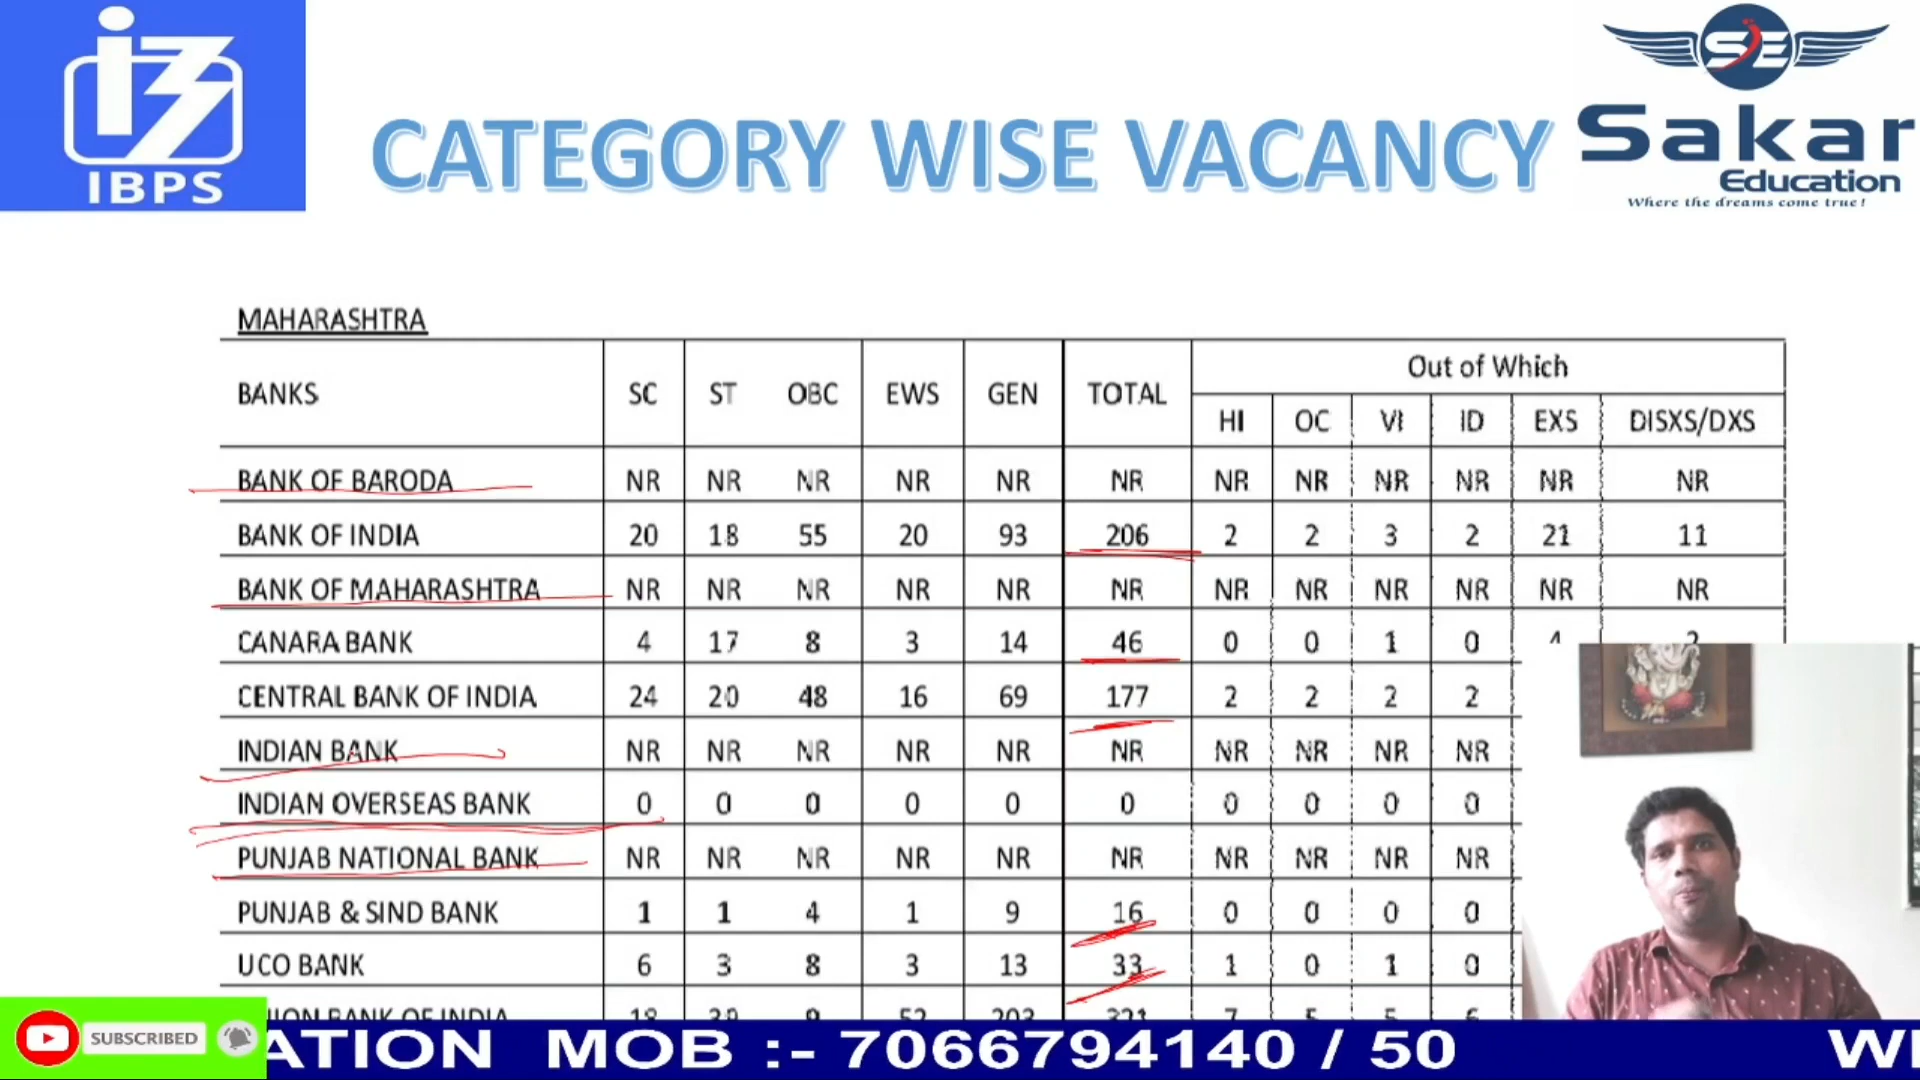 IBPS
CATEGORY WISE VACANCY
SE
Sakar
Education
Where the dreams come true!
MAHARASHTRA
BANKS SC ST OBC EWS GEN TOTAL Out of Which
HI OC VI ID EXS DISXS/DXS
BANK OF BARODA NR NR NR NR NR NR NR NR NR NR NR NR
BANK OF INDIA 20 18 55 20 93 206 2 2 3 2 21 11
BANK OF MAHARASHTRA NR NR NR NR NR NR NR NR NR NR NR NR
CANARA BANK 4 17 8 3 14 46 0 0 1 0
CENTRAL BANK OF INDIA 24 20 48 16 69 177 2 2 2 2
INDIAN BANK NR NR NR NR NR NR NR NR NR NR
INDIAN OVERSEAS BANK 0 0 0 0 0 0 0 0 0 0
PUNJAB NATIONAL BANK NR NR NR NR NR NR NR NR NR NR
PUNJAB & SIND BANK 1 1 4 1 9 16 0 0 0 0
UCO BANK 6 3 8 3 13 33 1 0 1 0
BANK OF INDIA
SUBSCRIBED
ATION MOB :- 7066794140 / 50 WI